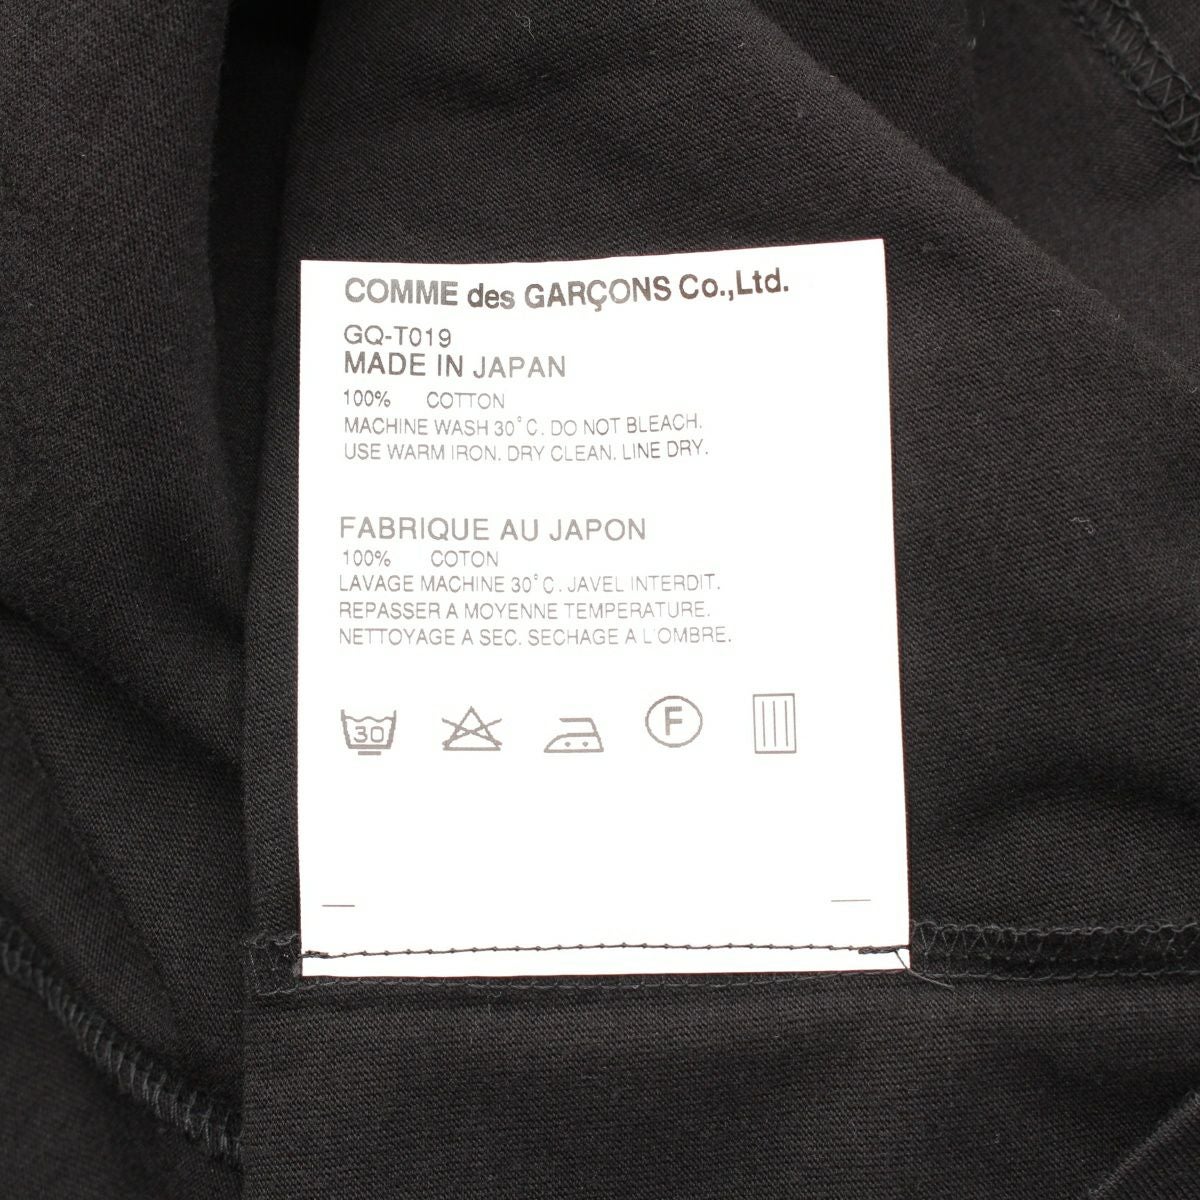 COMME des GARÇONS Co.,Ltd.
GQ-T019
MADE IN JAPAN
100% COTTON
MACHINE WASH 30°C. DO NOT BLEACH.
USE WARM IRON. DRY CLEAN. LINE DRY.
FABRIQUE AU JAPON
100% COTON
LAVAGE MACHINE 30°C. JAVEL INTERDIT.
REPASSER A MOYENNE TEMPERATURE.
NETTOYAGE A SEC. SECHAGE A L'OMBRE.
30 F